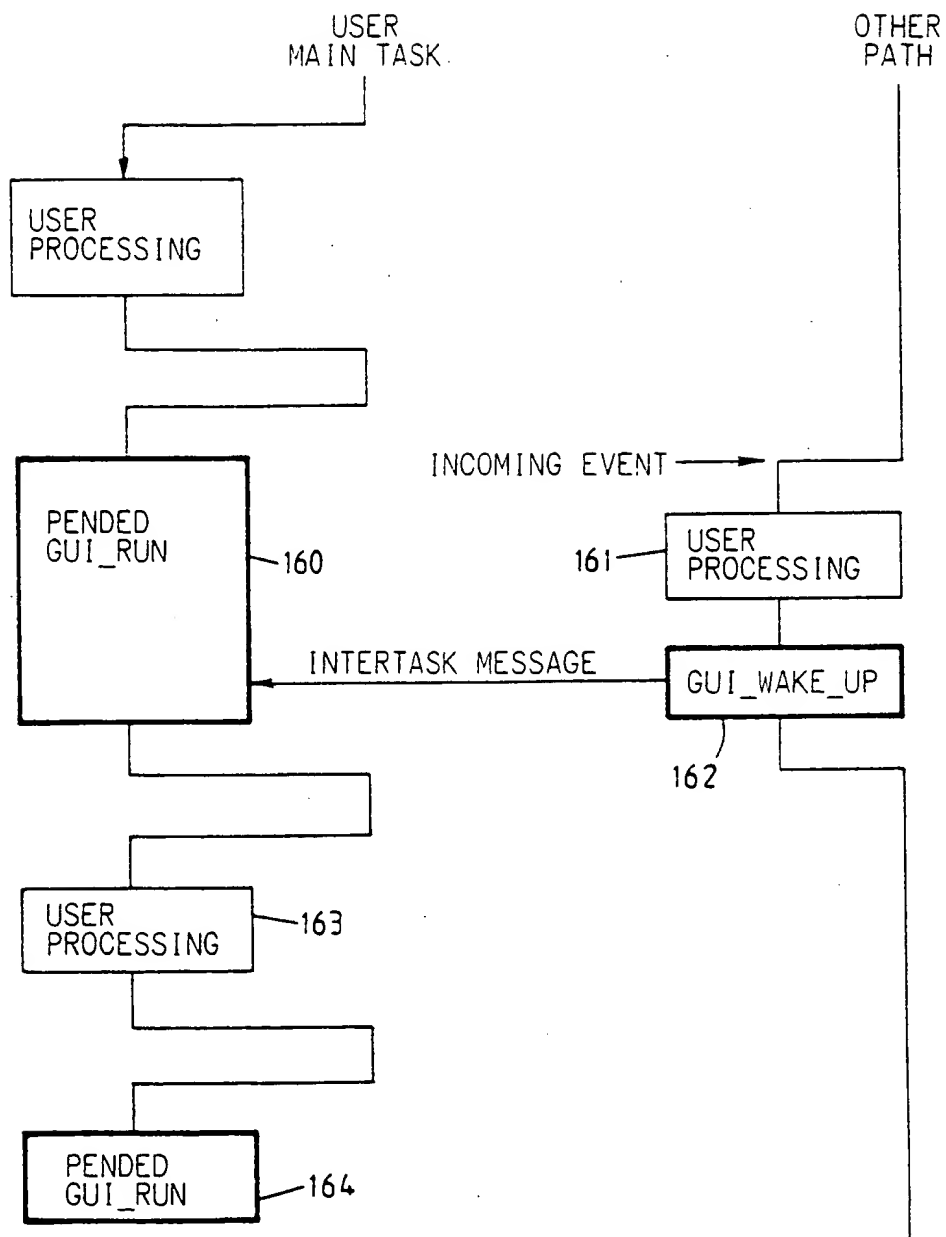 USER
MAIN TASK
OTHER
PATH
USER
PROCESSING
INCOMING EVENT
PENDED
GUI_RUN
160
161
USER
PROCESSING
INTERTASK MESSAGE
GUI_WAKE_UP
162
USER
PROCESSING
163
PENDED
GUI_RUN
164